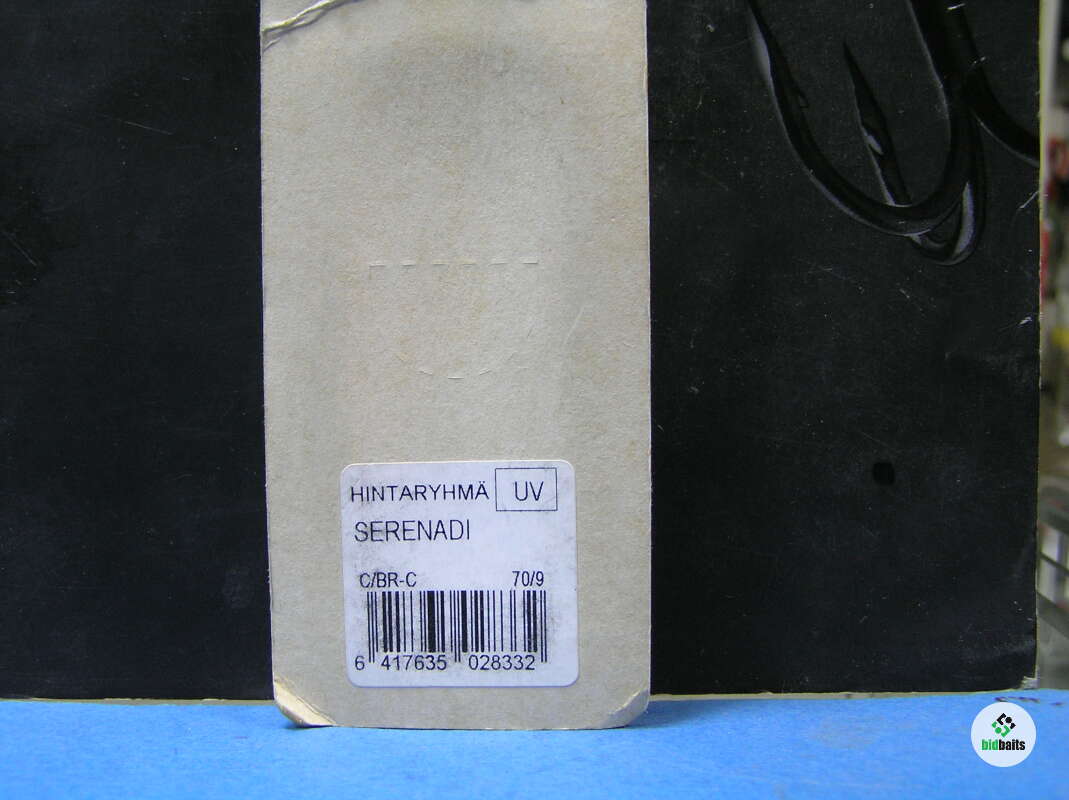 HINTARYHMÄ UV
SERENADI
C/BR-C 70/9
6 417635 028332
bidbaits